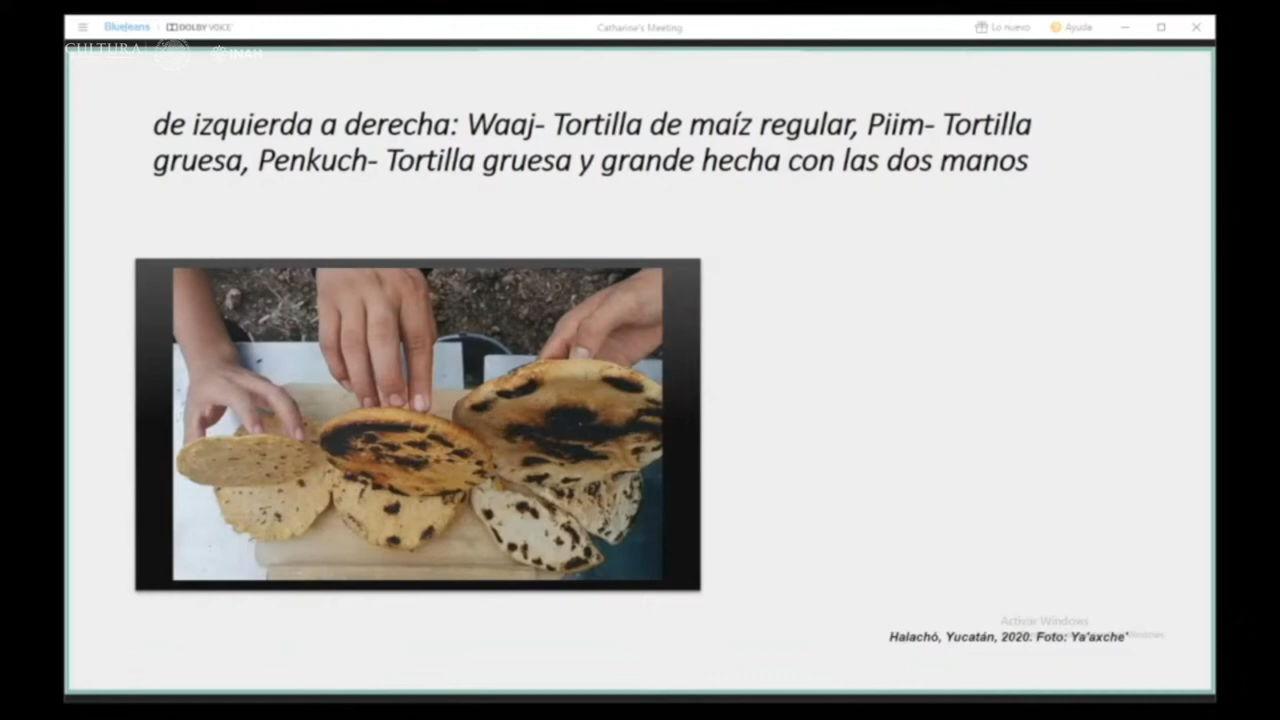 BlueJeans | DOLBY VOICE
Catharine's Meeting
Lo nuevo
Ayuda
CULTURA
INAH
de izquierda a derecha: Waaj- Tortilla de maíz regular, Piim- Tortilla
gruesa, Penkuch- Tortilla gruesa y grande hecha con las dos manos
Activar Windows
Halachó, Yucatán, 2020. Foto: Ya'axche'
Windows